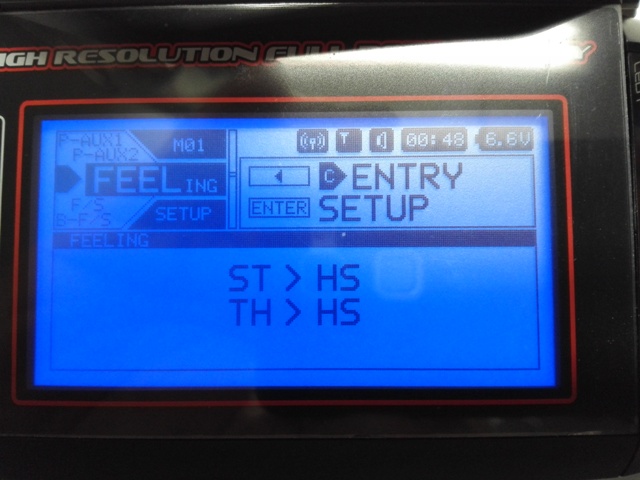 HIGH RESOLUTION FULL
P-AUX1
P-AUX2
M01
FEELING
F/S
B-F/S
SETUP
00:48
6.6V
C ENTRY
ENTER SETUP
FEELING
ST > HS
TH > HS